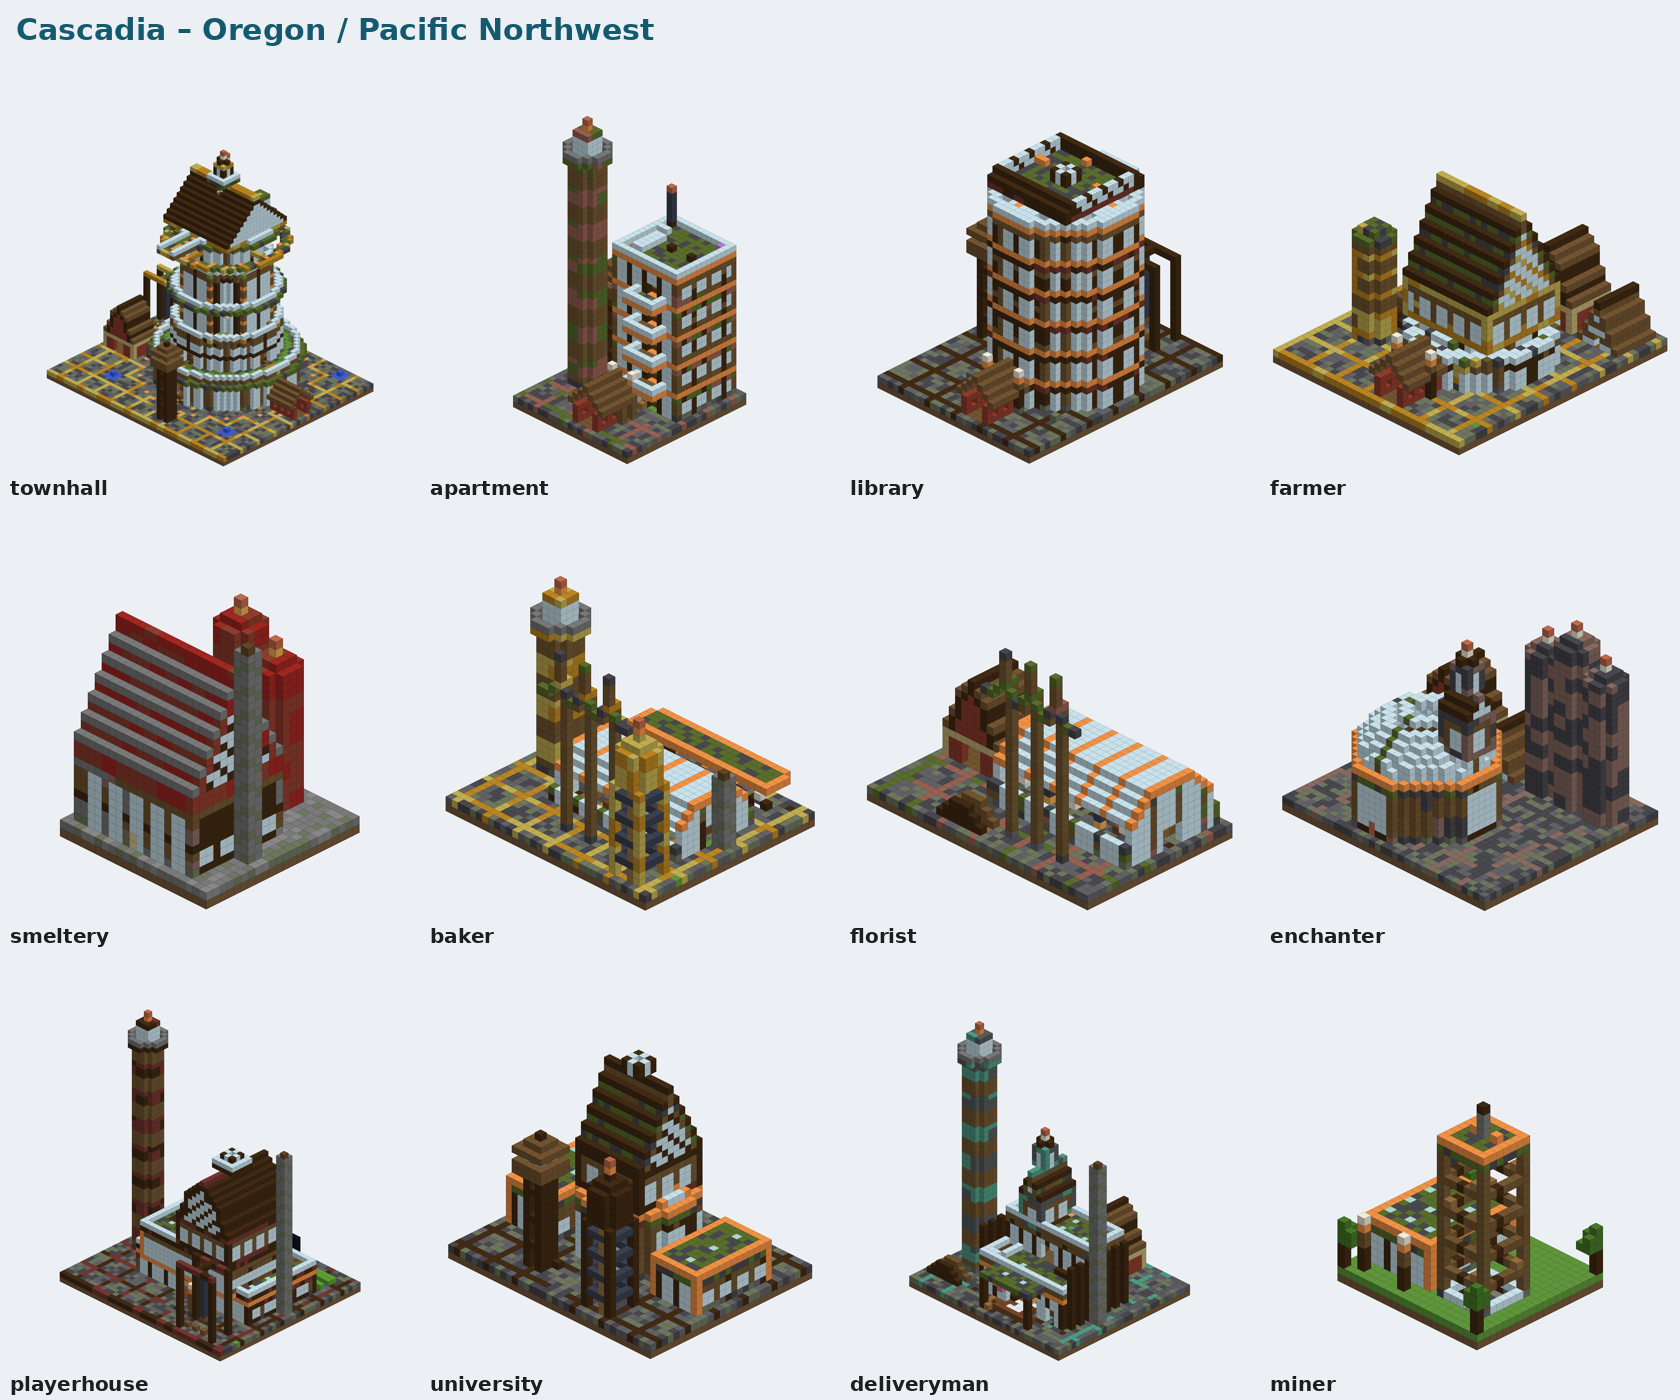 Cascadia – Oregon / Pacific Northwest
townhall
apartment
library
farmer
smeltery
baker
florist
enchanter
playerhouse
university
deliveryman
miner